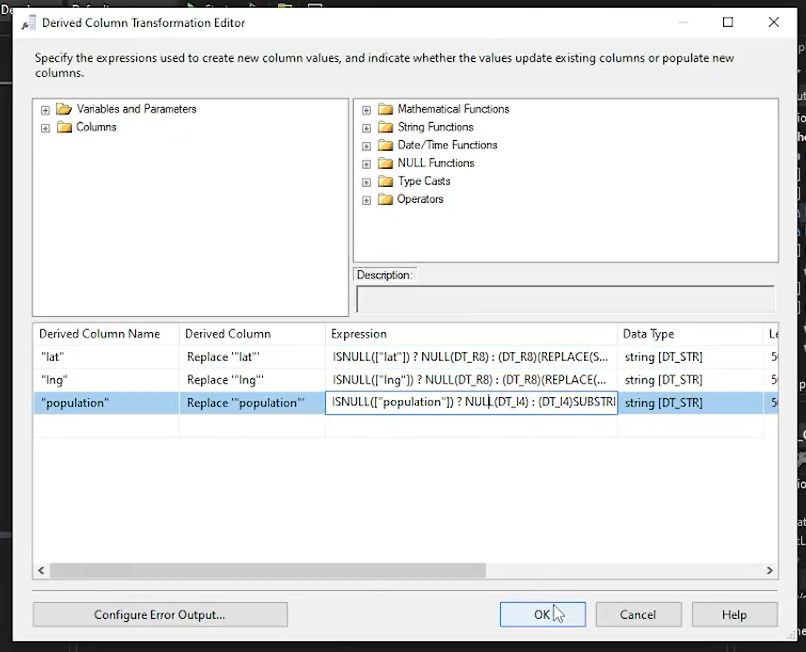 Derived Column Transformation Editor
Specify the expressions used to create new column values, and indicate whether the values update existing columns or populate new
columns.
Variables and Parameters
Columns
Mathematical Functions
String Functions
Date/Time Functions
NULL Functions
Type Casts
Operators
Description:
Derived Column Name Derived Column Expression Data Type Le
"lat" Replace '"lat"' ISNULL(["lat"]) ? NULL(DT_R8) : (DT_R8)(REPLACE(S... string [DT_STR] 5
"lng" Replace '"lng"' ISNULL(["lng"]) ? NULL(DT_R8) : (DT_R8)(REPLACE(... string [DT_STR] 5
"population" Replace '"population"' ISNULL(["population"]) ? NULL(DT_I4) : (DT_I4)SUBSTRI string [DT_STR] 5
Configure Error Output... OK Cancel Help